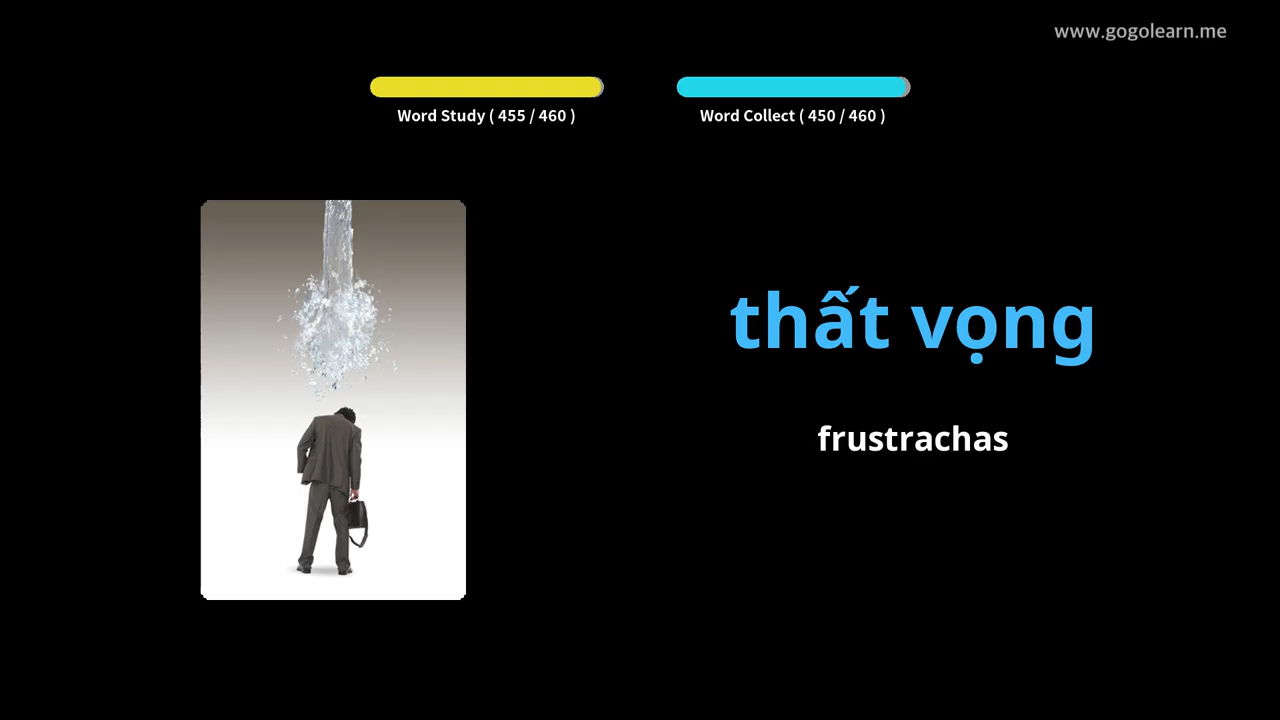 www.gogolearn.me
Word Study ( 455 / 460 )
Word Collect ( 450 / 460 )
thất vọng
frustrachas